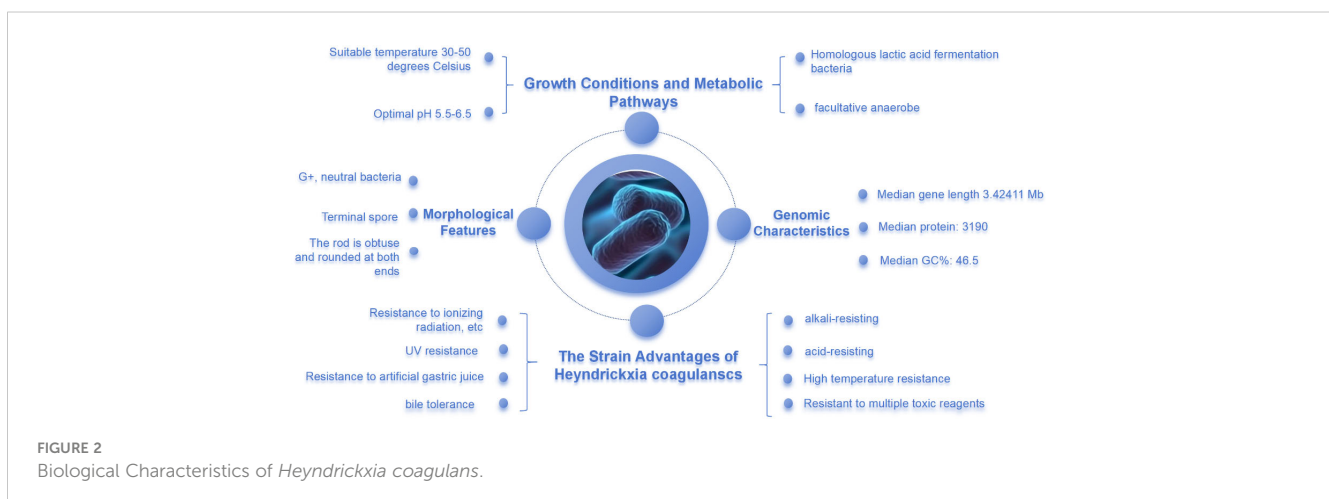 Suitable temperature 30-50
degrees Celsius
Optimal pH 5.5-6.5
Growth Conditions and Metabolic
Pathways
Homologous lactic acid fermentation
bacteria
facultative anaerobe
G+, neutral bacteria
Terminal spore
The rod is obtuse
and rounded at both
ends
Morphological
Features
Genomic
Characteristics
Median gene length 3.42411 Mb
Median protein: 3190
Median GC%: 46.5
Resistance to ionizing
radiation, etc
UV resistance
Resistance to artificial gastric juice
bile tolerance
The Strain Advantages of
Heyndrickxia coagulanscs
alkali-resisting
acid-resisting
High temperature resistance
Resistant to multiple toxic reagents
FIGURE 2
Biological Characteristics of Heyndrickxia coagulans.